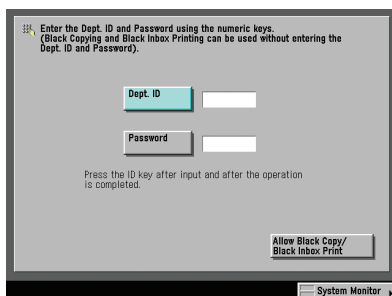 Enter the Dept. ID and Password using the numeric keys.
(Black Copying and Black Inbox Printing can be used without entering the
Dept. ID and Password).
Dept. ID
Password
Press the ID key after input and after the operation
is completed.
Allow Black Copy/
Black Inbox Print
System Monitor